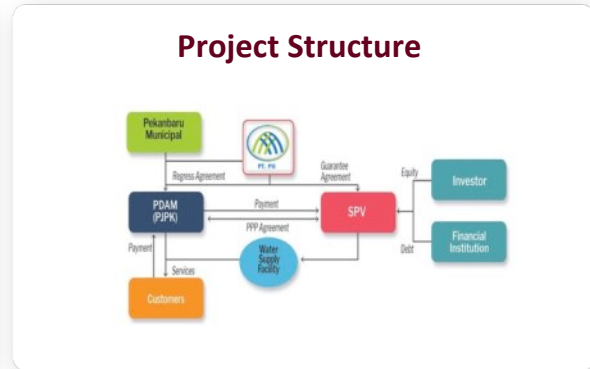 Project Structure
Pekanbaru
Municipal
PT. PII
Regress Agreement
Guarantee
Agreement
Equity
Investor
PDAM
(PJPK)
Payment
SPV
PPP Agreement
Financial
Institution
Debt
Payment
Water
Supply
Facility
Services
Customers